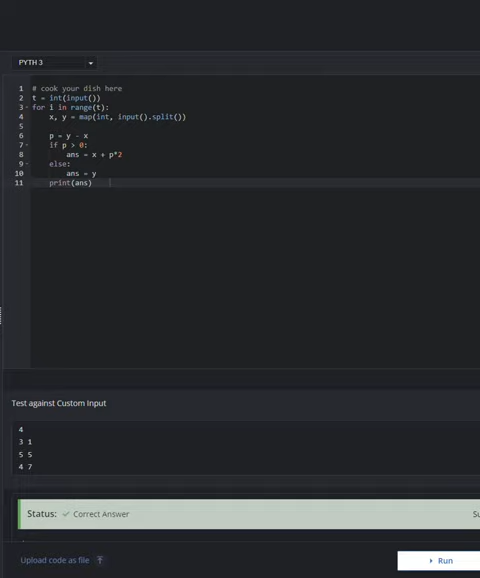 PYTH 3
1 # cook your dish here
2 t = int(input())
3 for i in range(t):
4 x, y = map(int, input().split())
5
6 p = y - x
7 if p > 0:
8 ans = x + p*2
9 else:
10 ans = y
11 print(ans)
Test against Custom Input
4
3 1
5 5
4 7
Status: Correct Answer Su
Upload code as file Run